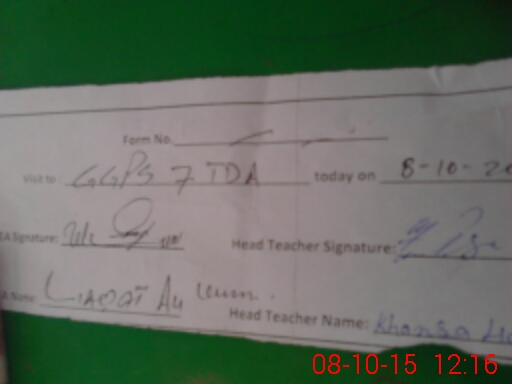 Form No.
Visit to : GGPS 7 TDA today on 8-10-20
EA Signature: Head Teacher Signature:
A Name: LIAQAT Ali Head Teacher Name: Khansa
08-10-15 12:16